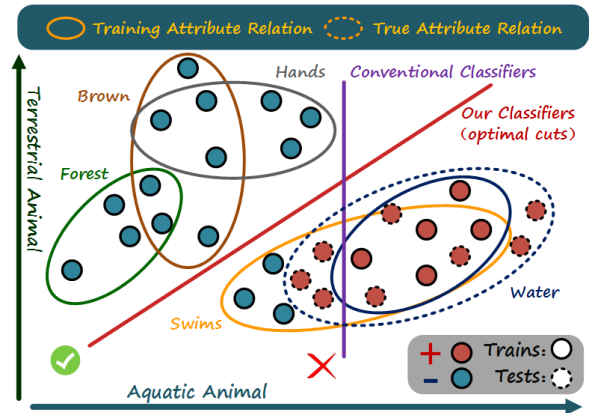 Training Attribute Relation
True Attribute Relation
Terrestrial Animal
Brown
Hands
Conventional Classifiers
Our Classifiers
(optimal cuts)
Forest
Swims
Water
+
Trains:
−
Tests:
Aquatic Animal